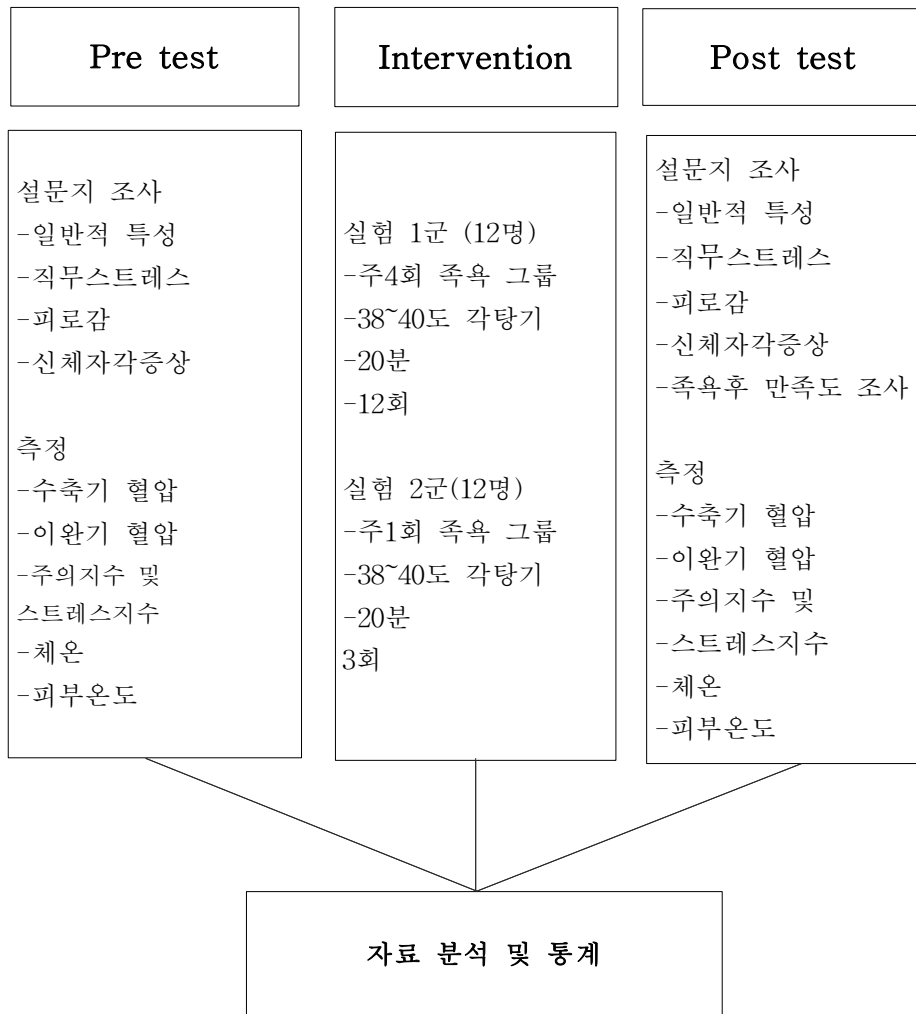 Pre test
Intervention
Post test
설문지 조사
-일반적 특성
-직무스트레스
-피로감
-신체자각증상
측정
-수축기 혈압
-이완기 혈압
-주의지수 및
스트레스지수
-체온
-피부온도
실험 1군 (12명)
-주4회 족욕 그룹
-38~40도 각탕기
-20분
-12회
실험 2군(12명)
-주1회 족욕 그룹
-38~40도 각탕기
-20분
3회
설문지 조사
-일반적 특성
-직무스트레스
-피로감
-신체자각증상
-족욕후 만족도 조사
측정
-수축기 혈압
-이완기 혈압
-주의지수 및
-스트레스지수
-체온
-피부온도
자료 분석 및 통계